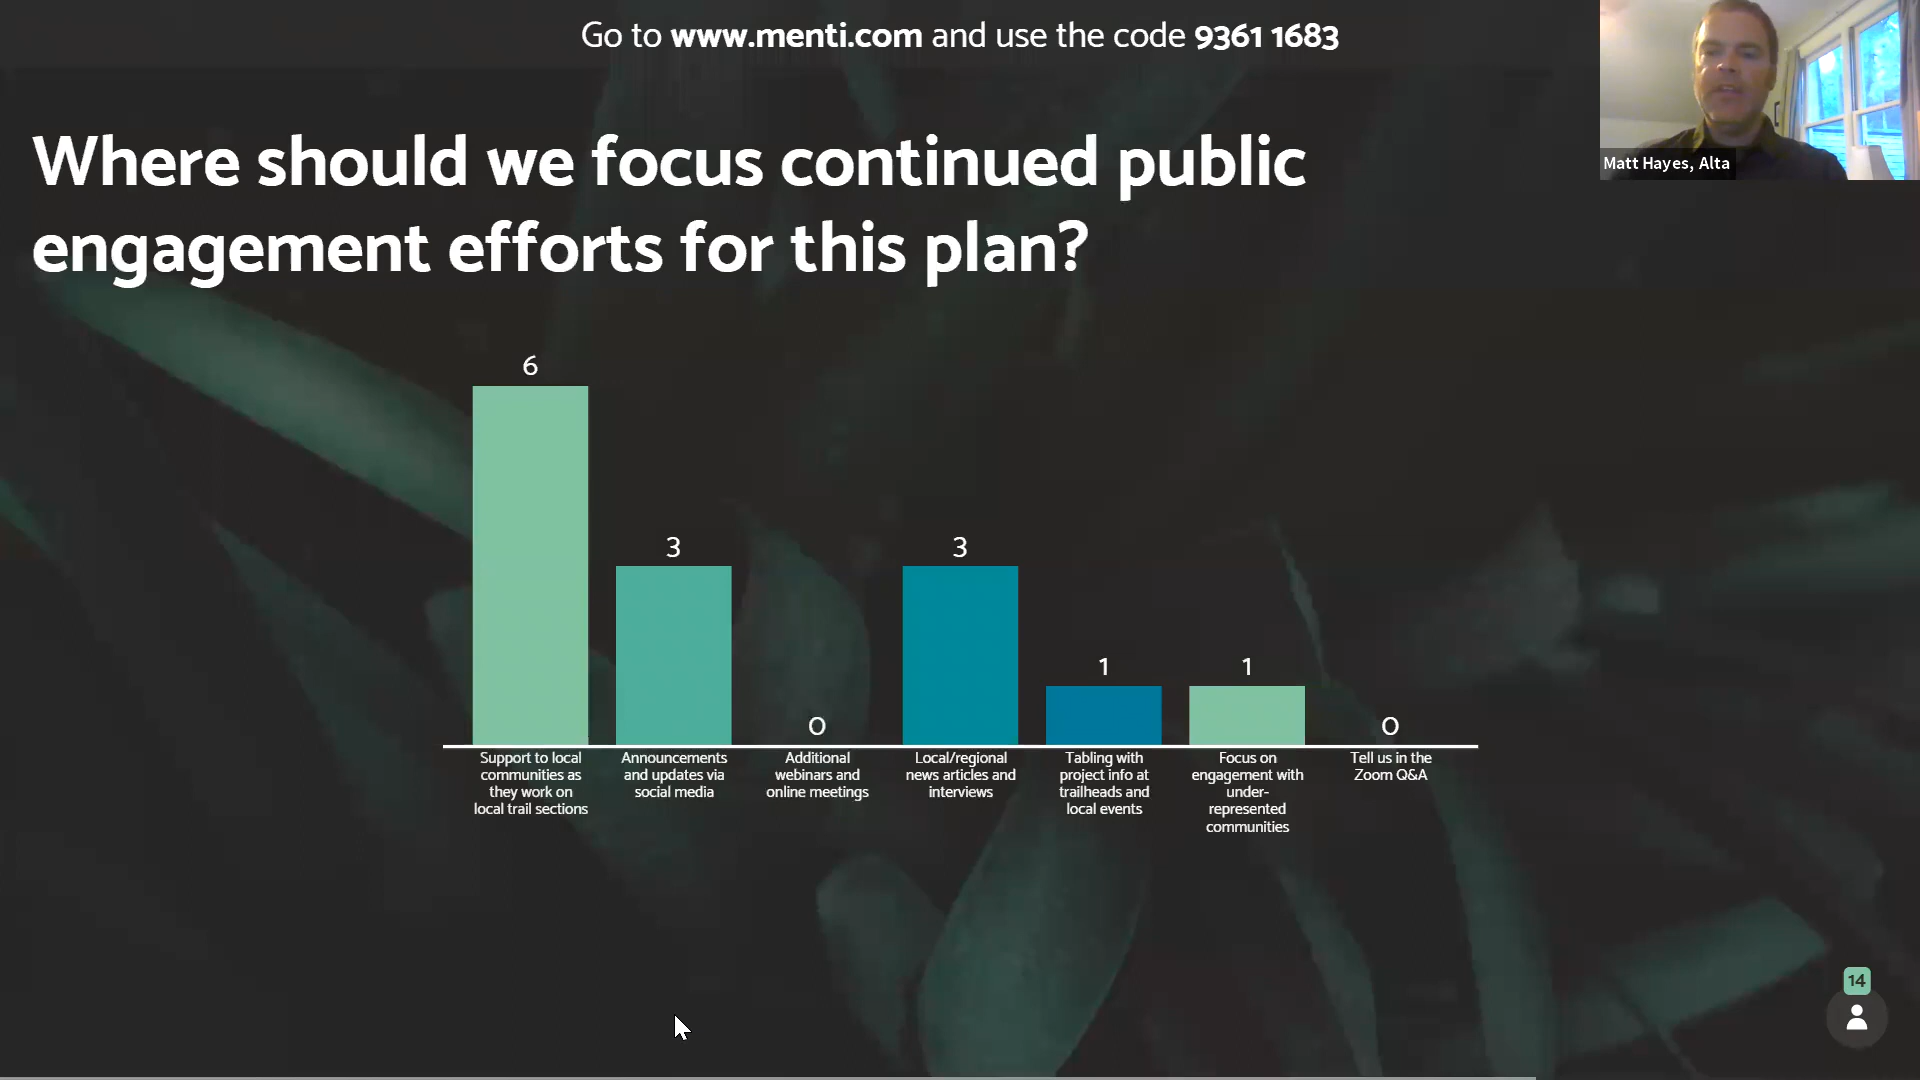 Go to www.menti.com and use the code 9361 1683
Matt Hayes, Alta
Where should we focus continued public
engagement efforts for this plan?
6
3
0
3
1
1
0
Support to local
communities as
they work on
local trail sections
Announcements
and updates via
social media
Additional
webinars and
online meetings
Local/regional
news articles and
interviews
Tabling with
project info at
trailheads and
local events
Focus on
engagement with
under-
represented
communities
Tell us in the
Zoom Q&A
14